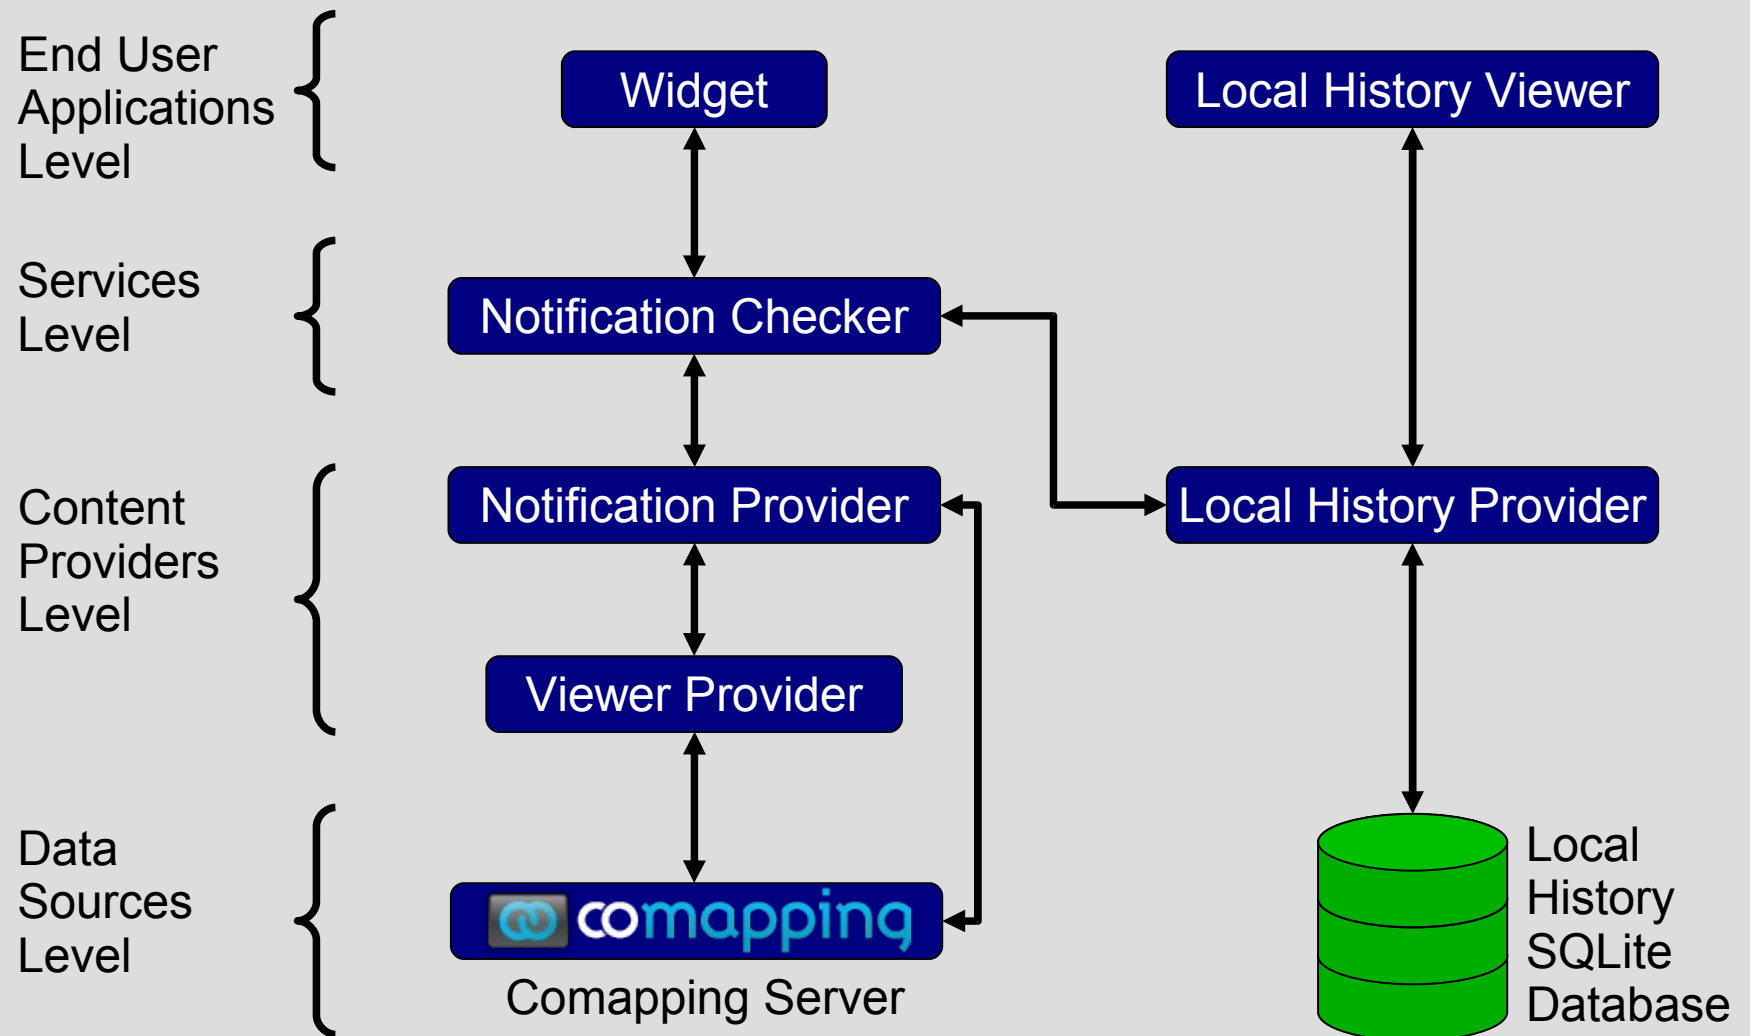 End User
Applications
Level
Widget
Local History Viewer
Services
Level
Notification Checker
Content
Providers
Level
Notification Provider
Local History Provider
Viewer Provider
Data
Sources
Level
comapping
Comapping Server
Local
History
SQLite
Database